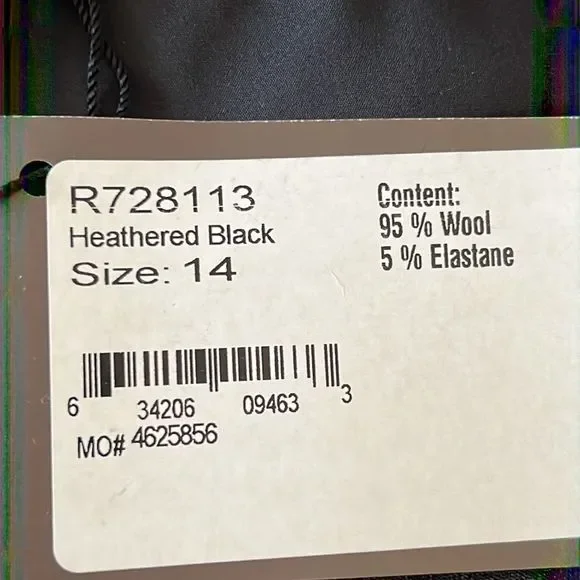 R728113
Heathered Black
Size: 14
Content:
95 % Wool
5 % Elastane
6 34206 09463 3
MO# 4625856